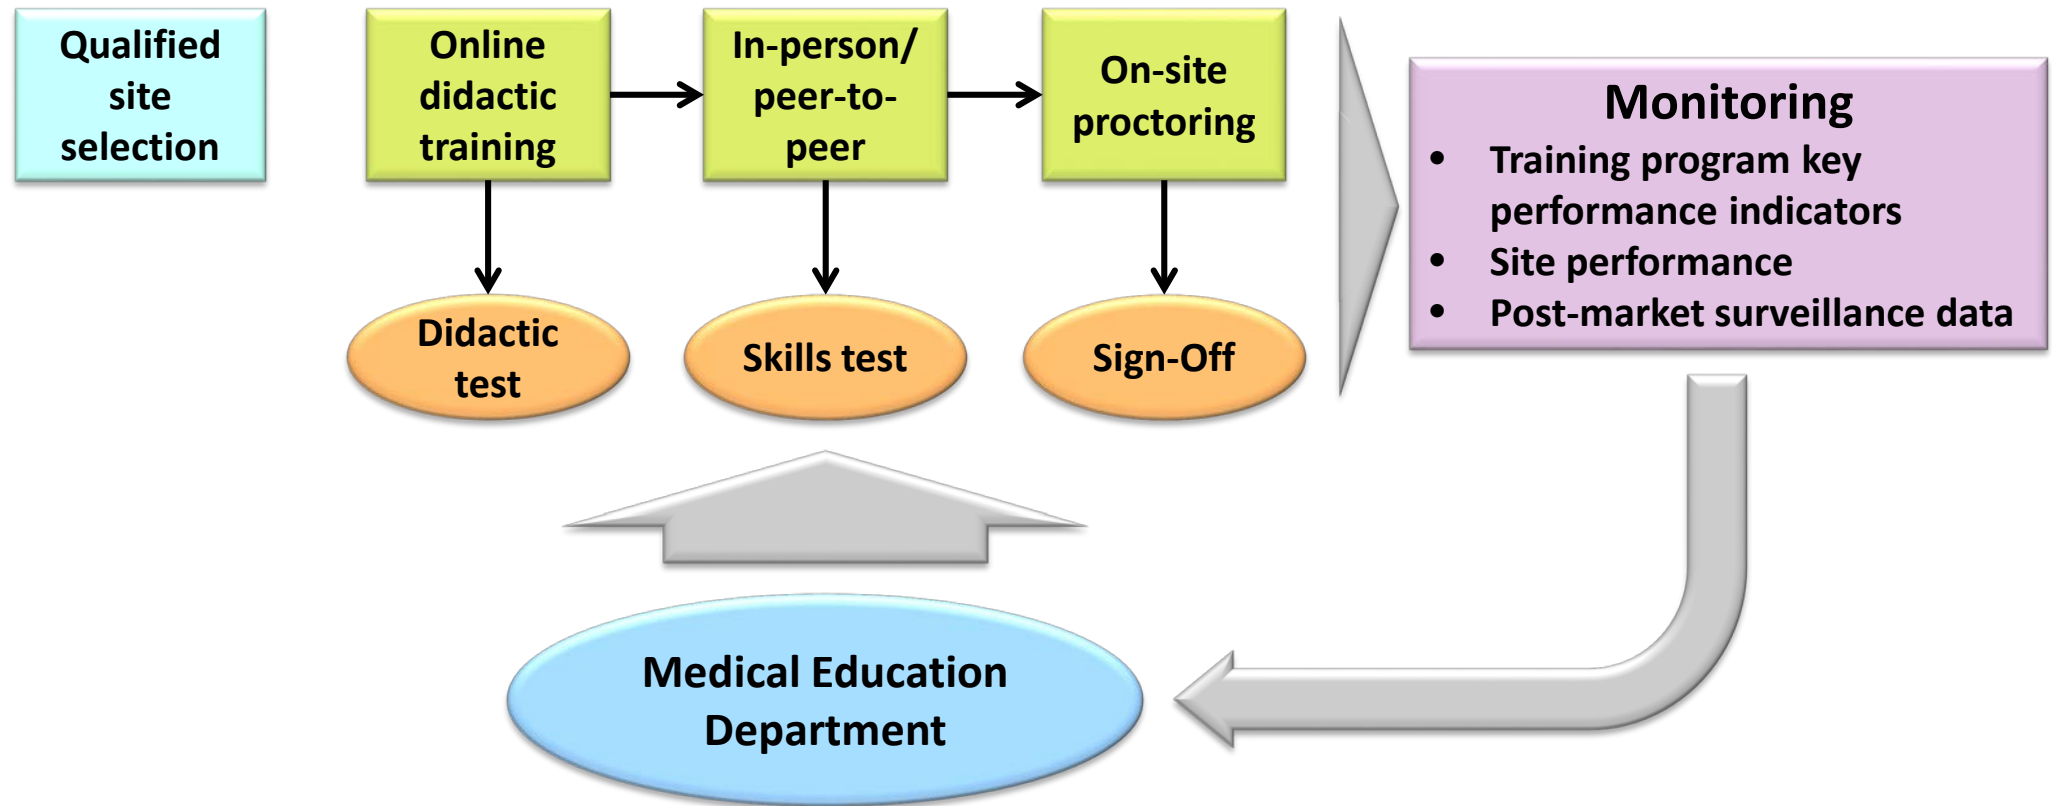 Qualified
site
selection
Online
didactic
training
In-person/
peer-to-
peer
On-site
proctoring
Didactic
test
Skills test
Sign-Off
Monitoring
• Training program key
performance indicators
• Site performance
• Post-market surveillance data
Medical Education
Department